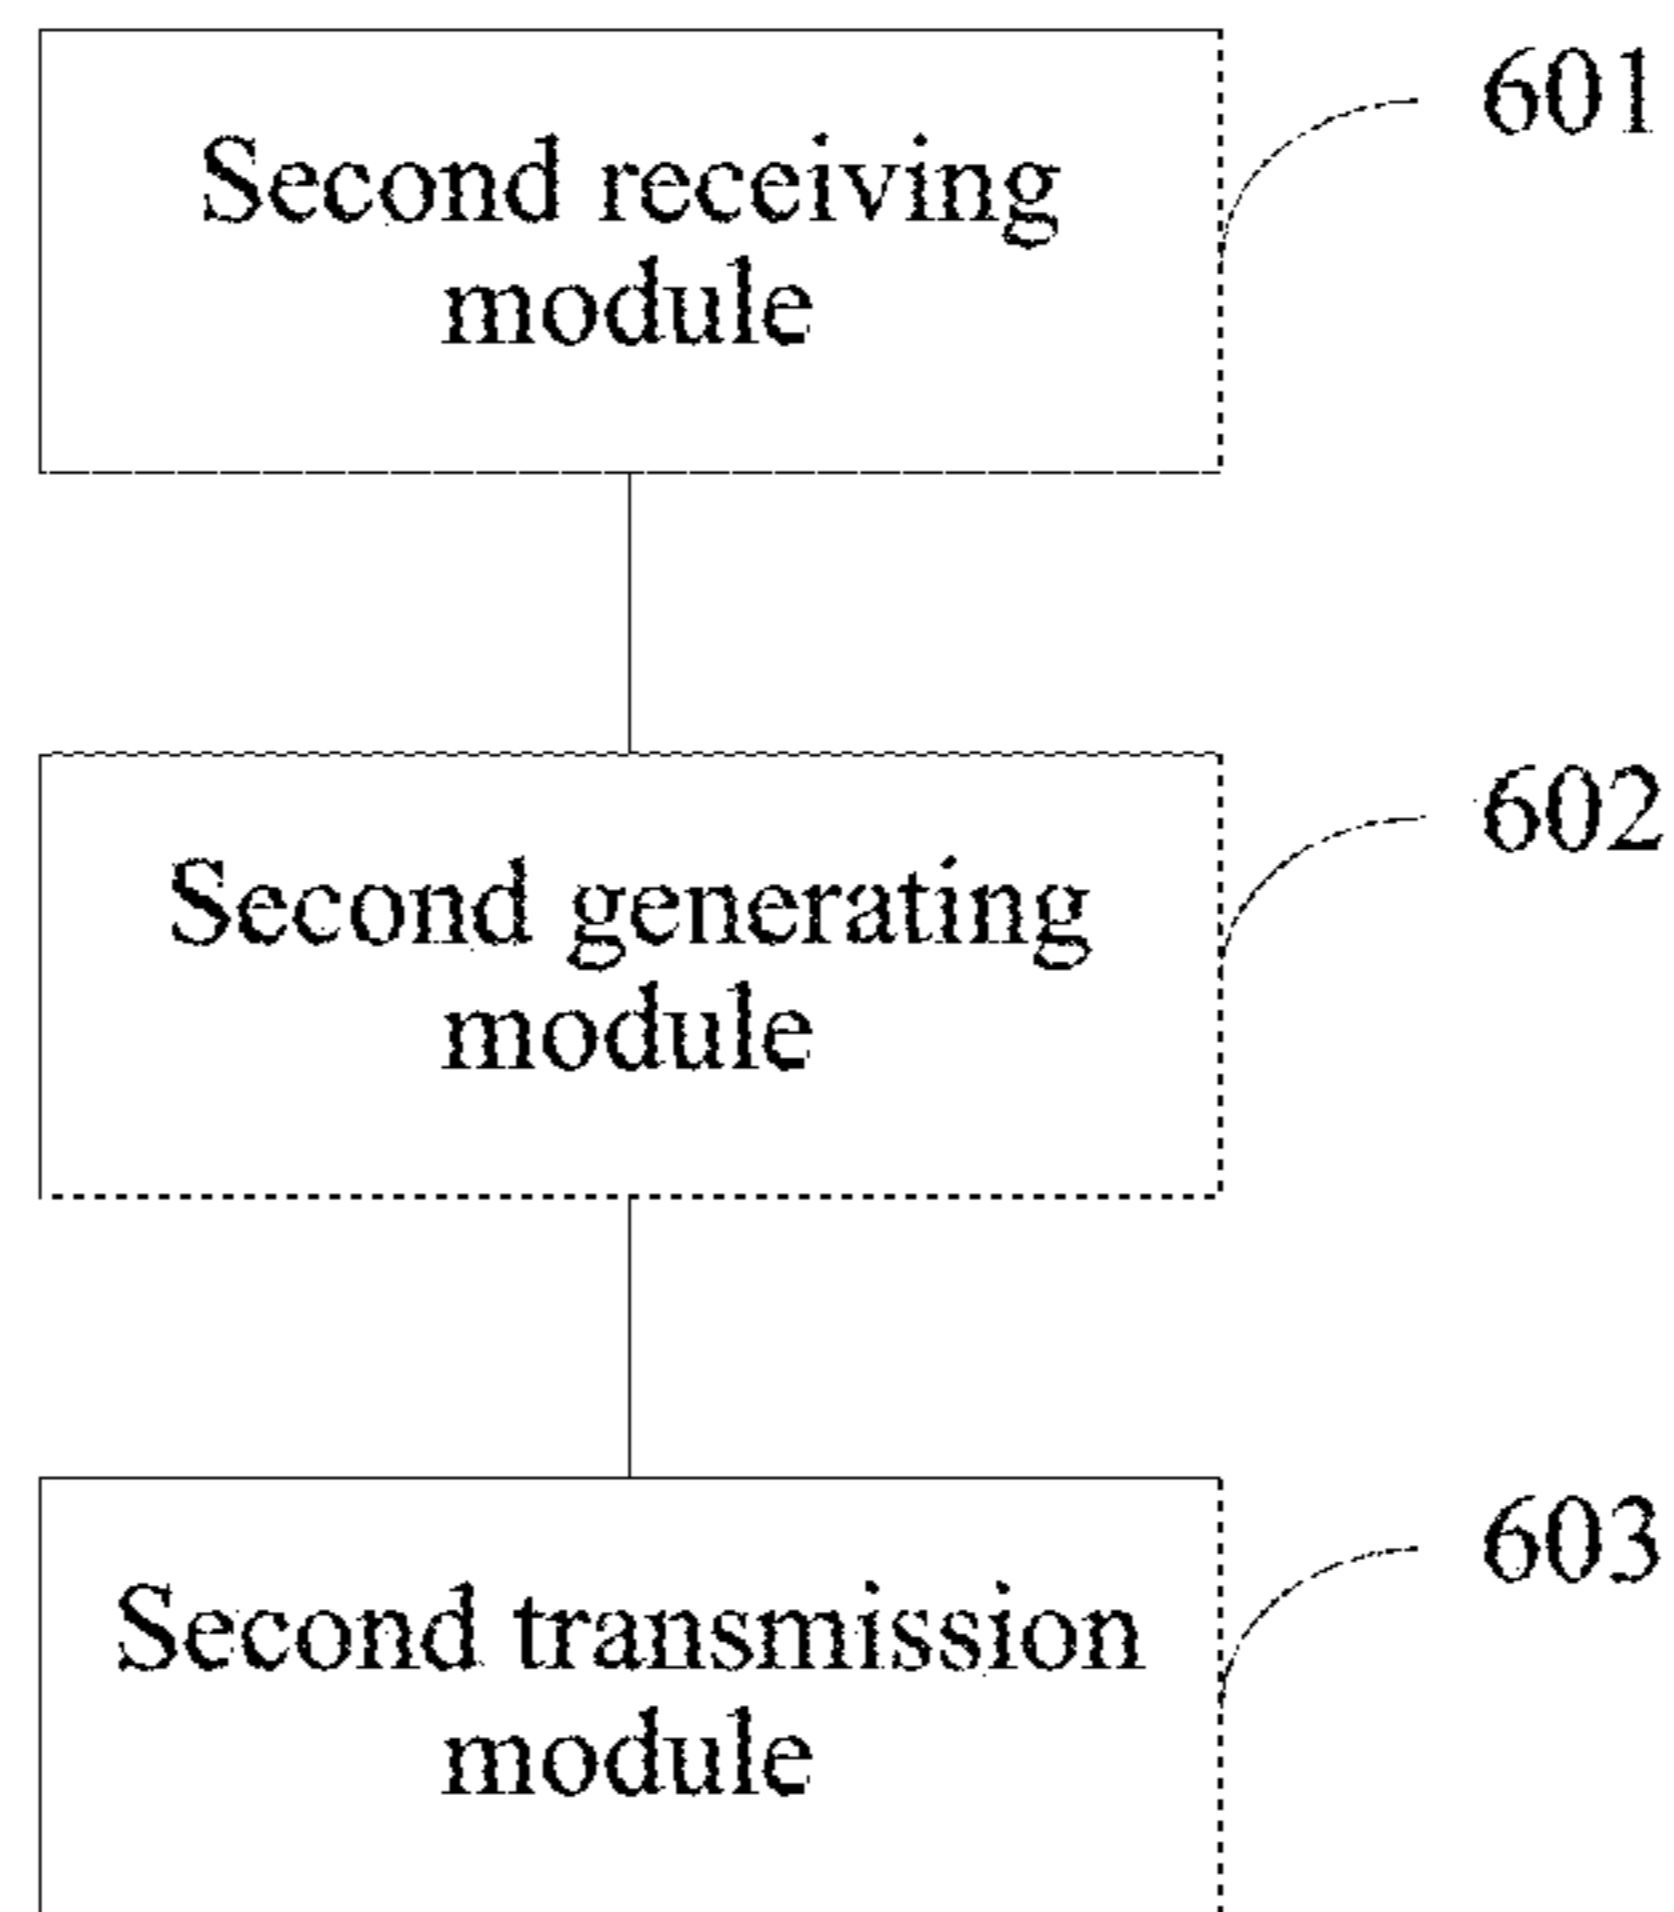 601
Second receiving
module
602
Second generating
module
603
Second transmission
module